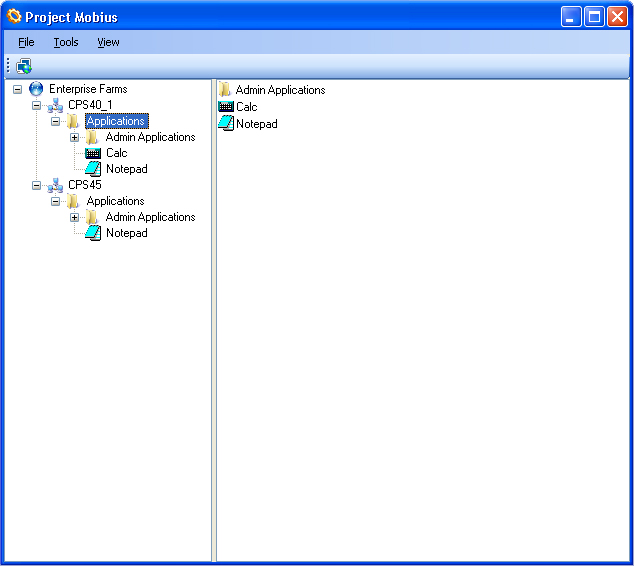 Project Mobius
File Tools View
Enterprise Farms
CPS40_1
Applications
Admin Applications
Calc
Notepad
CPS45
Applications
Admin Applications
Notepad
Admin Applications
Calc
Notepad